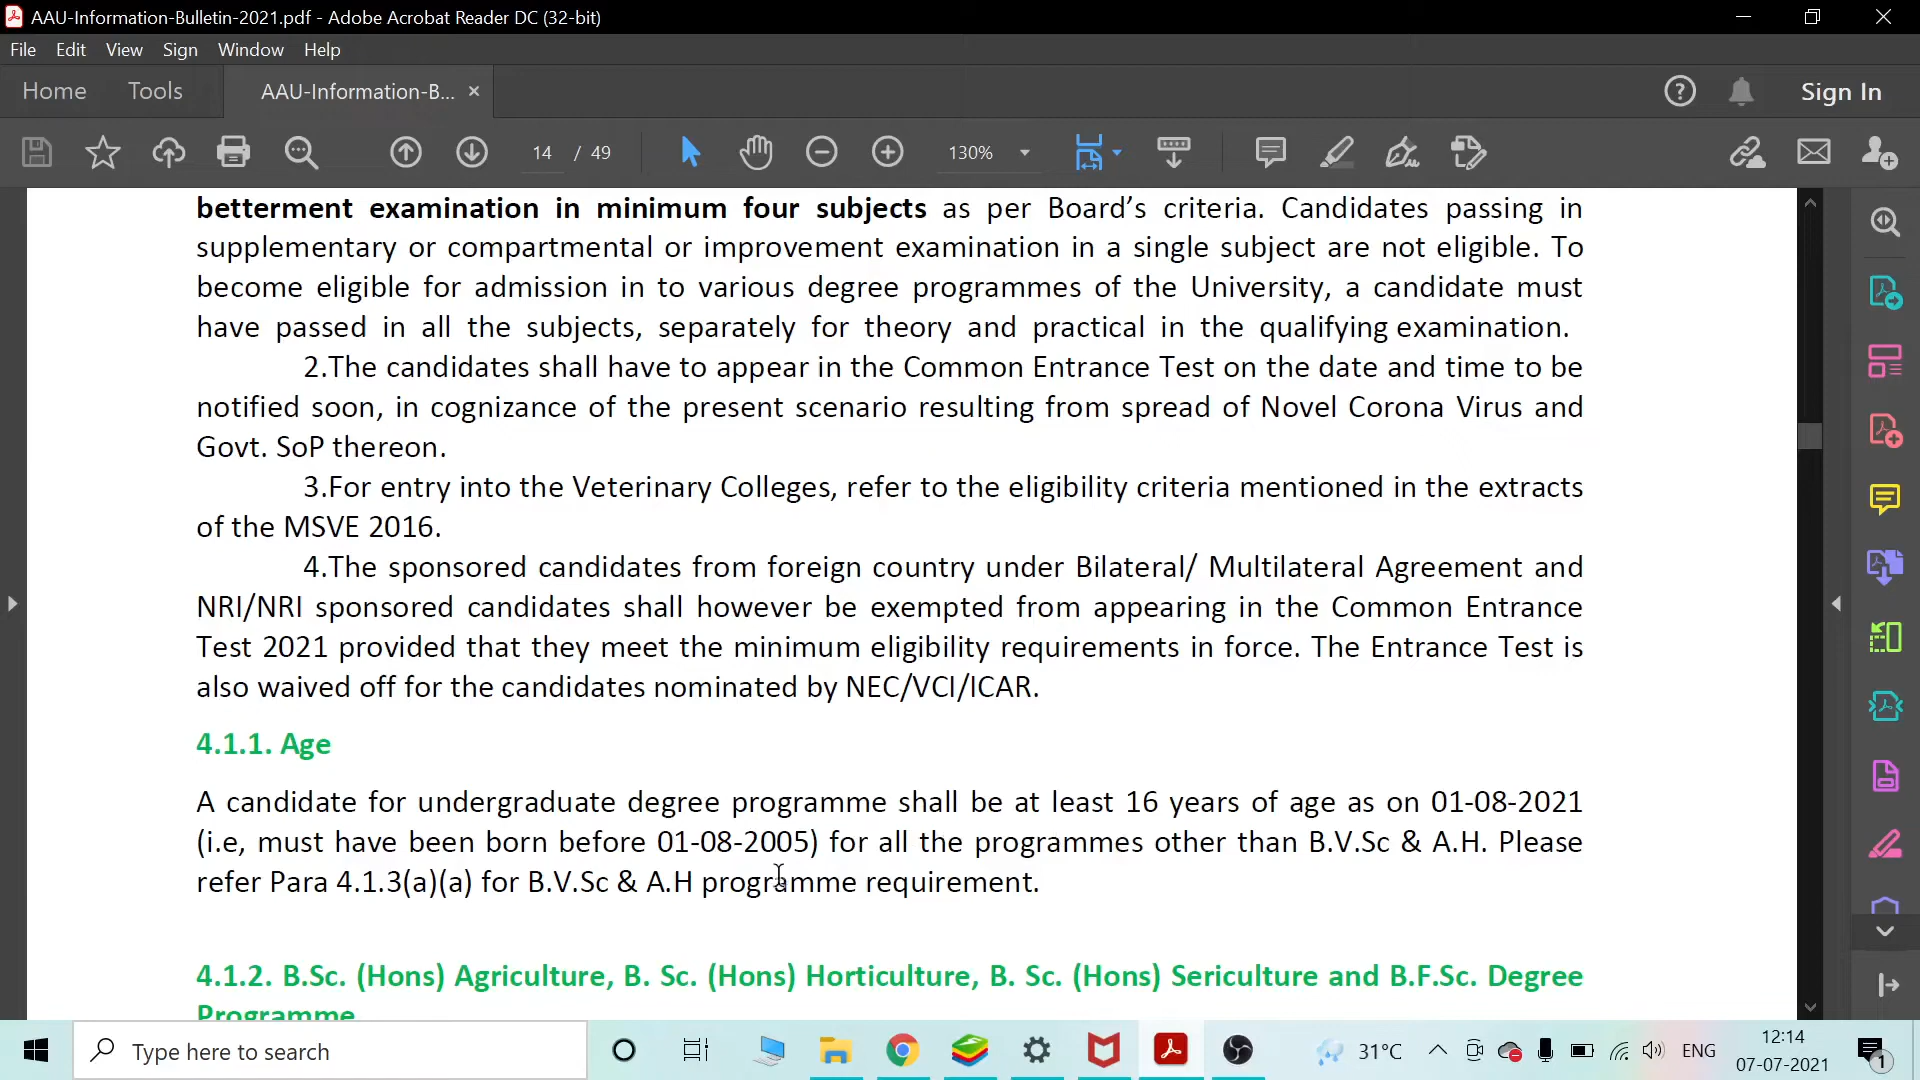 AAU-Information-Bulletin-2021.pdf - Adobe Acrobat Reader DC (32-bit)
File Edit View Sign Window Help
Home Tools AAU-Information-B... × Sign In
14 / 49 130%
betterment examination in minimum four subjects as per Board’s criteria. Candidates passing in
supplementary or compartmental or improvement examination in a single subject are not eligible. To
become eligible for admission in to various degree programmes of the University, a candidate must
have passed in all the subjects, separately for theory and practical in the qualifying examination.
2.The candidates shall have to appear in the Common Entrance Test on the date and time to be
notified soon, in cognizance of the present scenario resulting from spread of Novel Corona Virus and
Govt. SoP thereon.
3.For entry into the Veterinary Colleges, refer to the eligibility criteria mentioned in the extracts
of the MSVE 2016.
4.The sponsored candidates from foreign country under Bilateral/ Multilateral Agreement and
NRI/NRI sponsored candidates shall however be exempted from appearing in the Common Entrance
Test 2021 provided that they meet the minimum eligibility requirements in force. The Entrance Test is
also waived off for the candidates nominated by NEC/VCI/ICAR.
4.1.1. Age
A candidate for undergraduate degree programme shall be at least 16 years of age as on 01-08-2021
(i.e, must have been born before 01-08-2005) for all the programmes other than B.V.Sc & A.H. Please
refer Para 4.1.3(a)(a) for B.V.Sc & A.H programme requirement.
4.1.2. B.Sc. (Hons) Agriculture, B. Sc. (Hons) Horticulture, B. Sc. (Hons) Sericulture and B.F.Sc. Degree
Programme
Type here to search
31°C ENG
12:14
07-07-2021
1